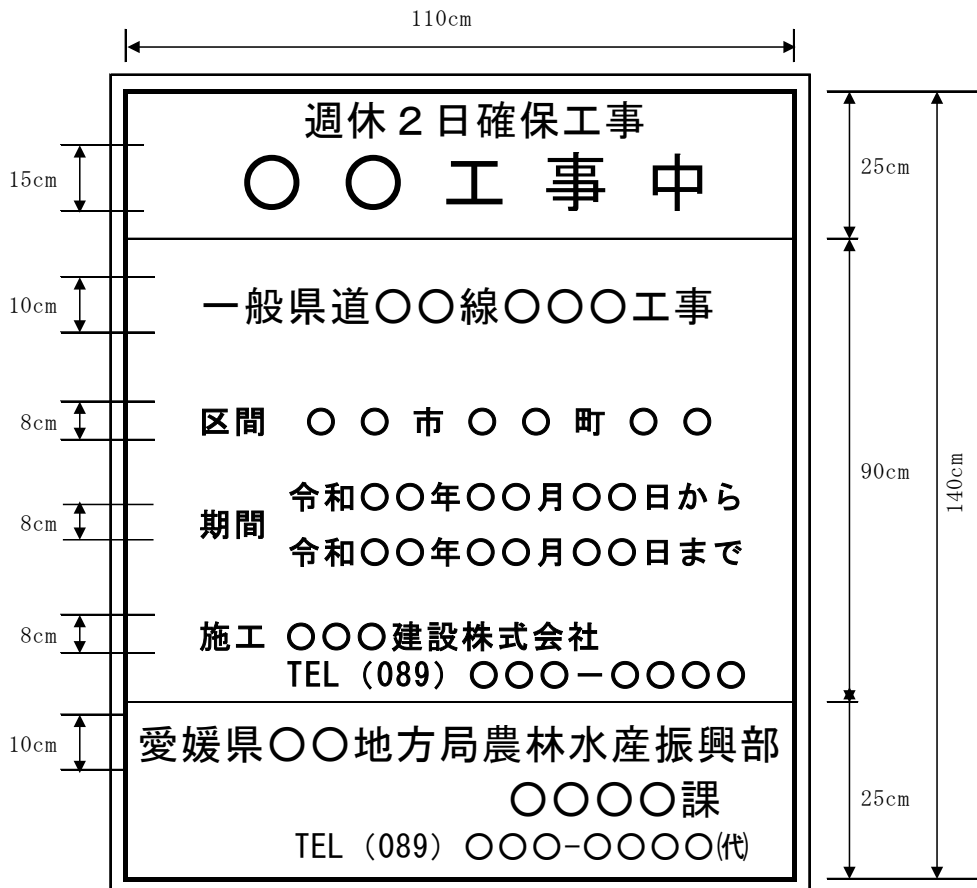 110cm
週休２日確保工事
25cm
15cm
○○工事中
10cm
一般県道○○線○○○工事
8cm
区間 ○○市○○町○○
90cm
140cm
令和○○年○○月○○日から
8cm
期間
令和○○年○○月○○日まで
8cm
施工 ○○○建設株式会社
TEL（089）○○○－○○○○
10cm
愛媛県○○地方局農林水産振興部
○○○○課
25cm
TEL（089）○○○-○○○○㈹